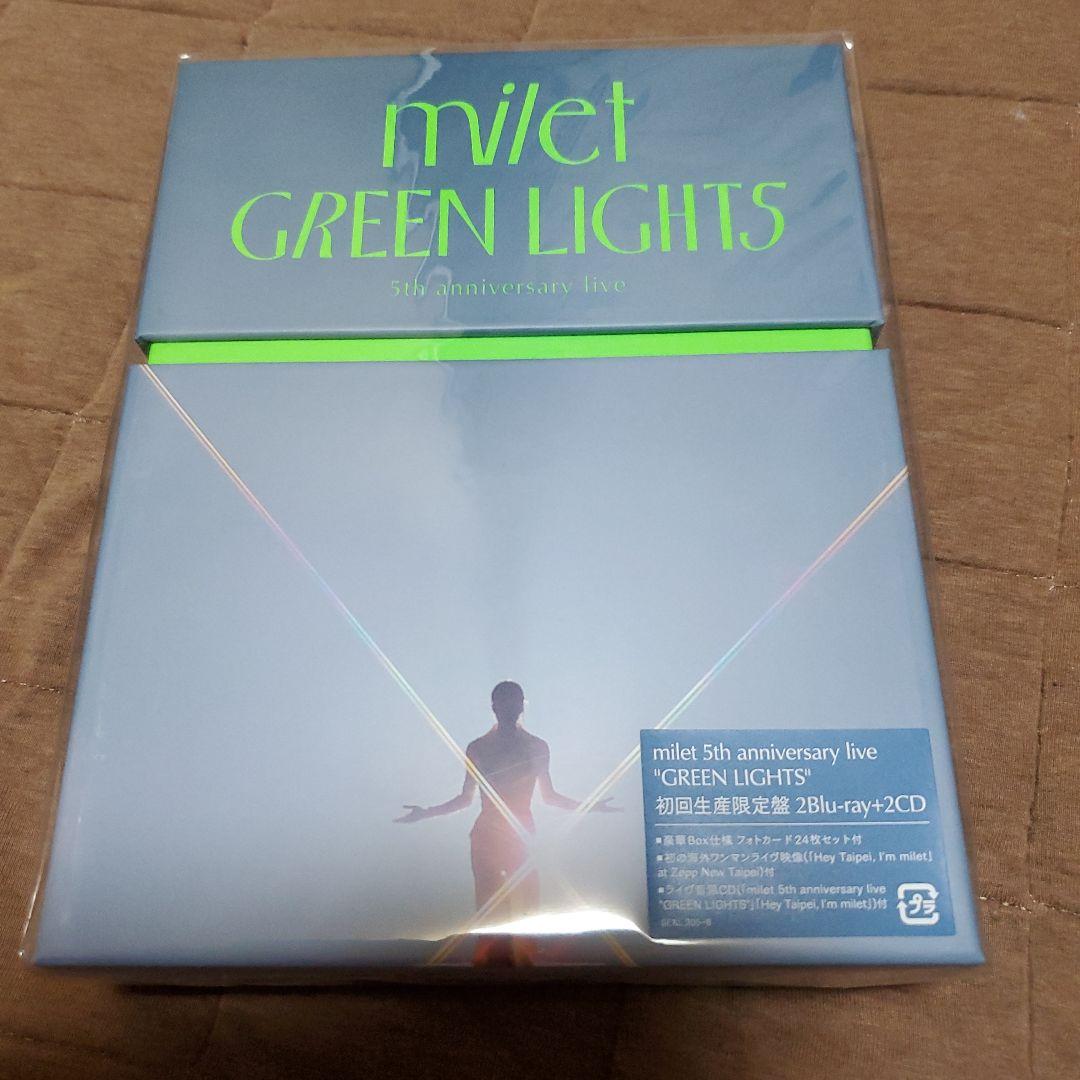 milet
GREEN LIGHTS
5th anniversary live
milet 5th anniversary live
"GREEN LIGHTS"
初回生産限定盤 2Blu-ray+2CD
■豪華Box仕様 フォトカード24枚セット付
■初の海外ワンマンライヴ映像(「Hey Taipei, I'm milet」
at Zepp New Taipei)付
■ライヴ音源CD(「milet 5th anniversary live
"GREEN LIGHTS"」「Hey Taipei, I'm milet」)付
プラ